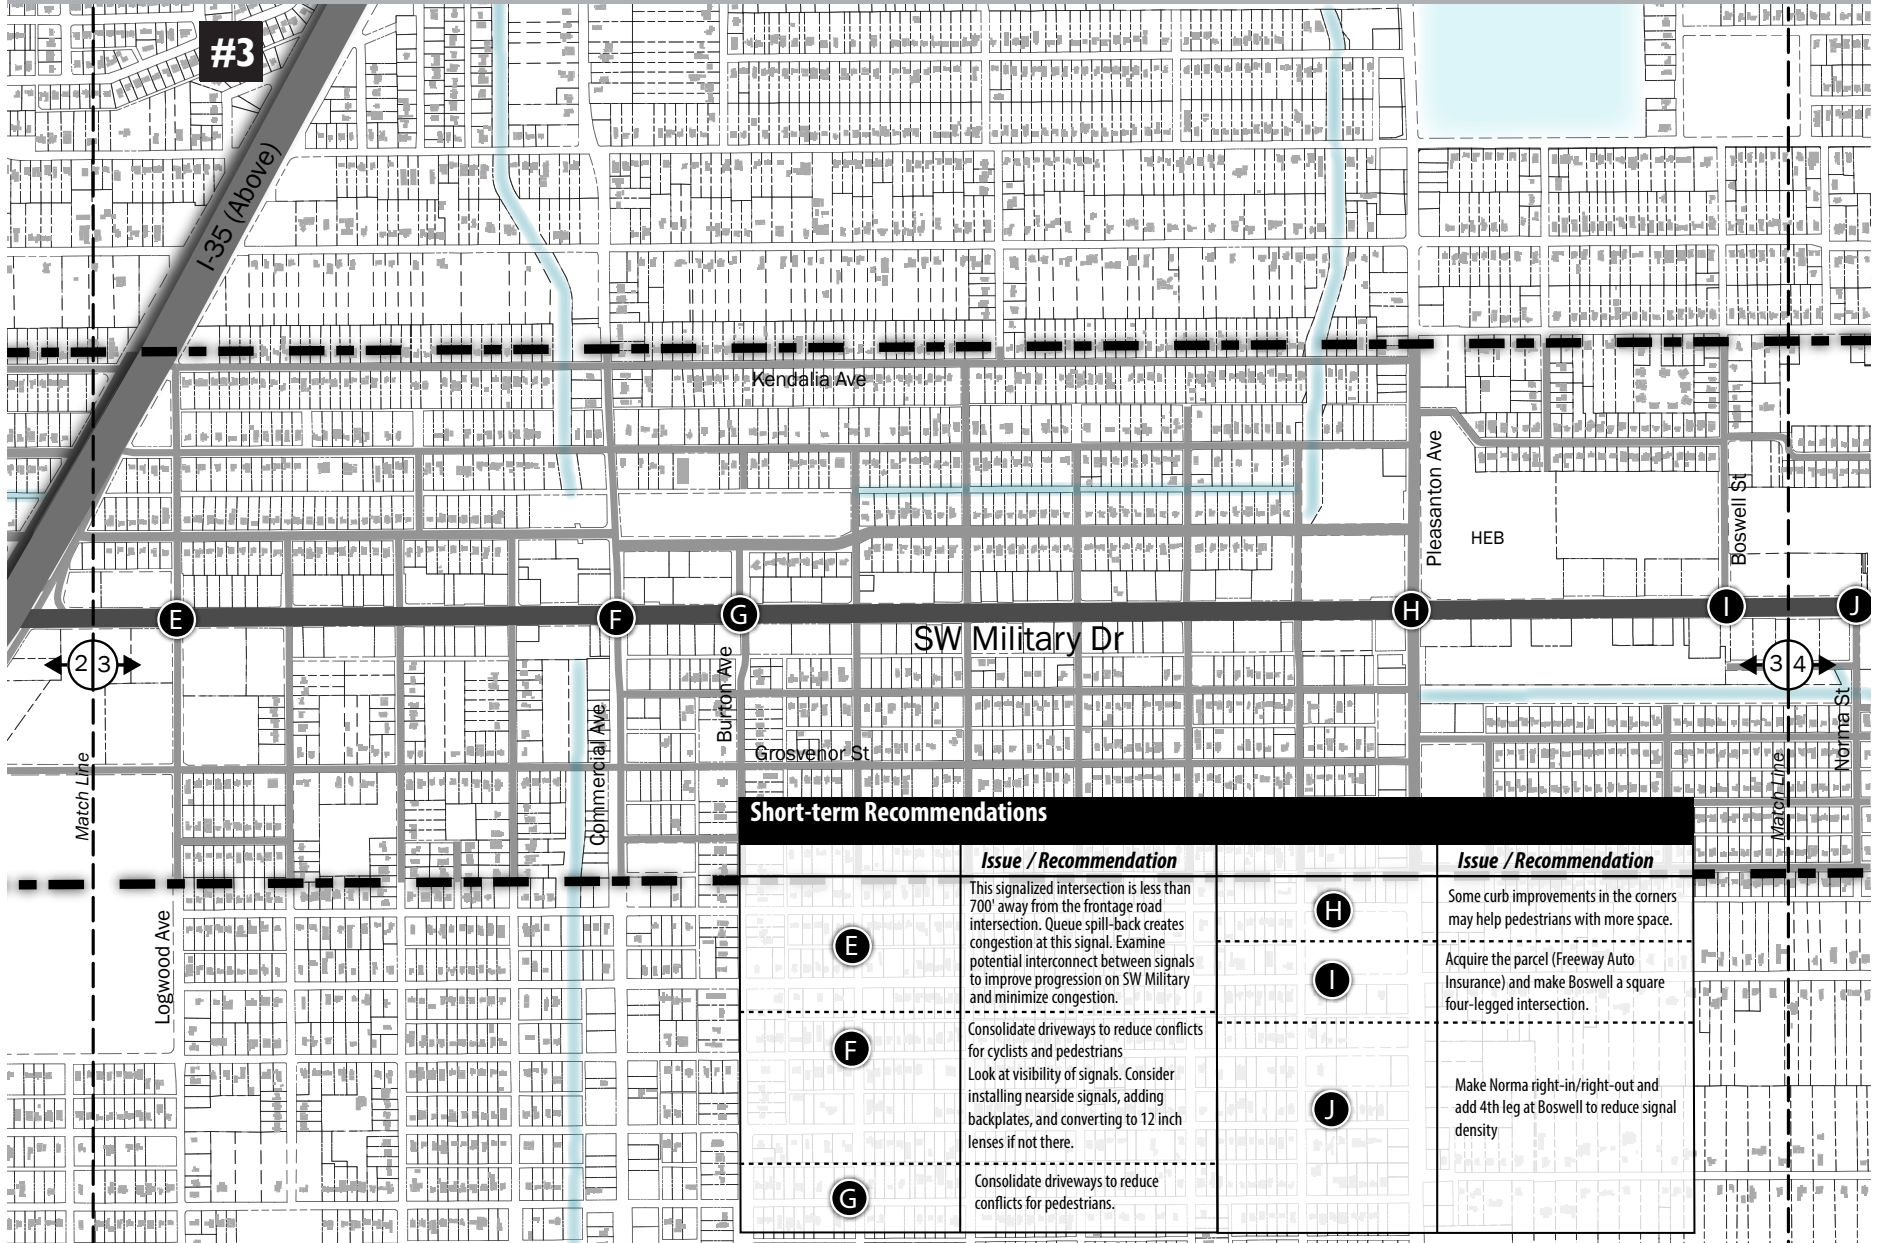 #3
I-35 (Above)
Kendalia Ave
Pleasanton Ave
Boswell St
HEB
E
F
G
H
I
J
SW Military Dr
2 3
3 4
Burton Ave
Commercial Ave
Norma St
Grosvenor St
Match Line
Match Line
Logwood Ave
Short-term Recommendations
Issue / Recommendation
E
This signalized intersection is less than
700' away from the frontage road
intersection. Queue spill-back creates
congestion at this signal. Examine
potential interconnect between signals
to improve progression on SW Military
and minimize congestion.
F
Consolidate driveways to reduce conflicts
for cyclists and pedestrians
Look at visibility of signals. Consider
installing nearside signals, adding
backplates, and converting to 12 inch
lenses if not there.
G
Consolidate driveways to reduce
conflicts for pedestrians.
Issue / Recommendation
H
Some curb improvements in the corners
may help pedestrians with more space.
I
Acquire the parcel (Freeway Auto
Insurance) and make Boswell a square
four-legged intersection.
J
Make Norma right-in/right-out and
add 4th leg at Boswell to reduce signal
density